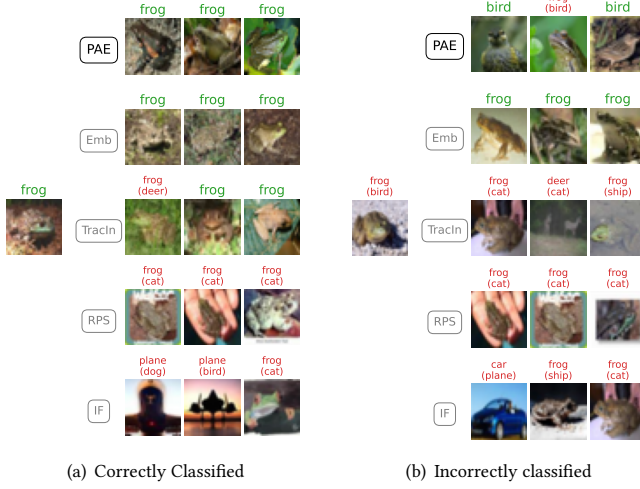 frog frog frog
PAE
frog frog frog
Emb
frog
(deer)
frog frog
frog
TracIn
frog
(cat)
frog
(cat)
frog
(cat)
RPS
plane
(dog)
plane
(bird)
frog
(cat)
IF
(a) Correctly Classified
bird
(bird)
bird
PAE
frog frog frog
Emb
frog
(cat)
deer
(cat)
frog
(ship)
frog
(bird)
TracIn
frog
(cat)
frog
(cat)
frog
(cat)
RPS
car
(plane)
frog
(ship)
frog
(cat)
IF
(b) Incorrectly classified